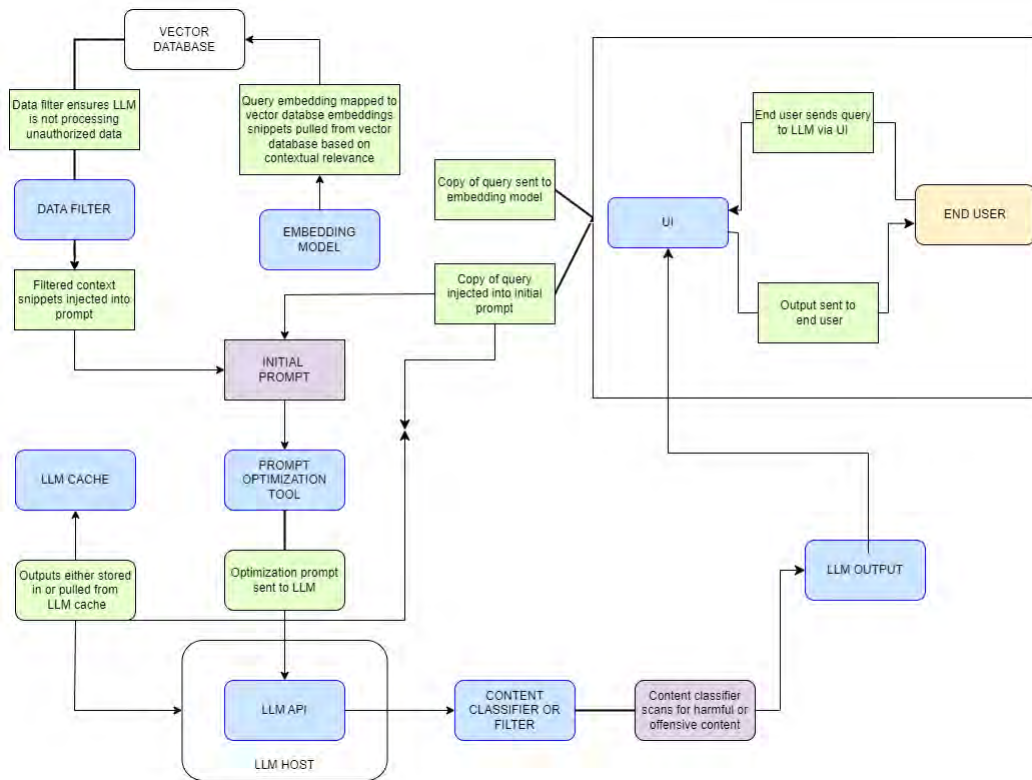 VECTOR
DATABASE
Data filter ensures LLM
is not processing
unauthorized data
Query embedding mapped to
vector databse embeddings
snippets pulled from vector
database based on
contextual relevance
End user sends query
to LLM via UI
Copy of query sent to
embedding model
DATA FILTER
EMBEDDING
MODEL
UI
END USER
Filtered context
snippets injected into
prompt
Copy of query
injected into initial
prompt
Output sent to
end user
INITIAL
PROMPT
LLM CACHE
PROMPT
OPTIMIZATION
TOOL
Outputs either stored
in or pulled from
LLM cache
Optimization prompt
sent to LLM
LLM OUTPUT
LLM API
CONTENT
CLASSIFIER OR
FILTER
Content classifier
scans for harmful or
offensive content
LLM HOST